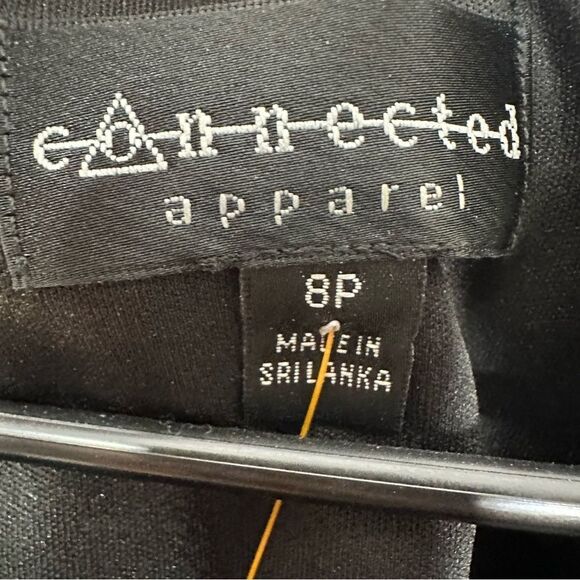 connected
apparel
8P
MADE IN
SRI LANKA